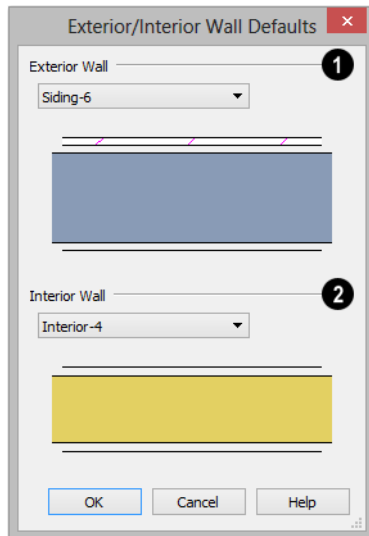 Exterior/Interior Wall Defaults
×
Exterior Wall
1
Siding-6
Interior Wall
2
Interior-4
OK
Cancel
Help